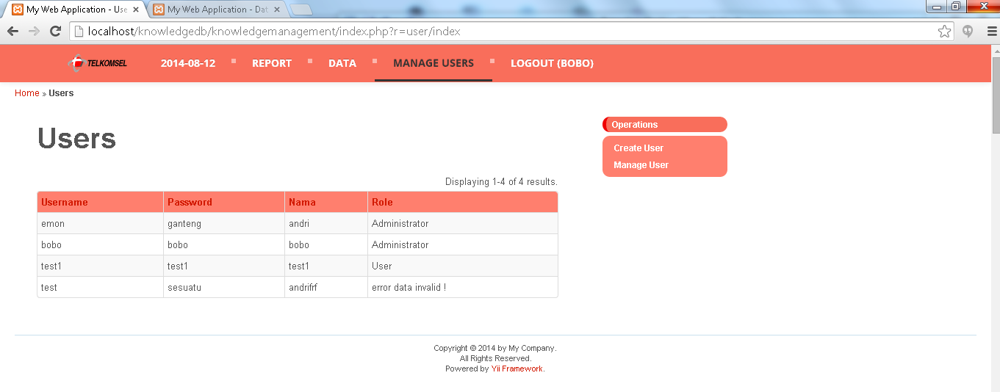 My Web Application - Use
My Web Application - Dat
localhost/knowledgedb/knowledgemanagement/index.php?r=user/index
TELKOMSEL 2014-08-12 REPORT DATA MANAGE USERS LOGOUT (BOBO)
Home » Users
Users
Operations
Create User
Manage User
Displaying 1-4 of 4 results.
Username Password Nama Role
emon ganteng andri Administrator
bobo bobo bobo Administrator
test1 test1 test1 User
test sesuatu andrifrf error data invalid !
Copyright © 2014 by My Company.
All Rights Reserved.
Powered by Yii Framework.